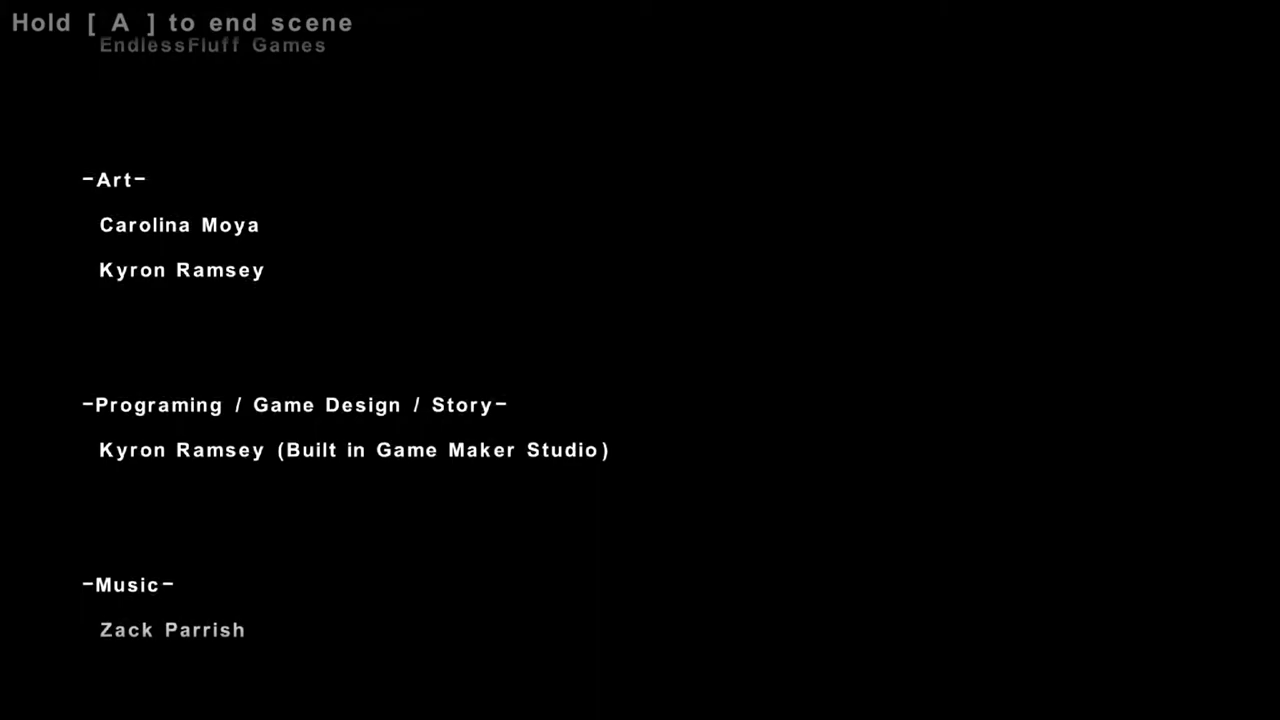 Hold [ A ] to end scene
EndlessFluff Games
-Art-
Carolina Moya
Kyron Ramsey
-Programing / Game Design / Story-
Kyron Ramsey (Built in Game Maker Studio)
-Music-
Zack Parrish